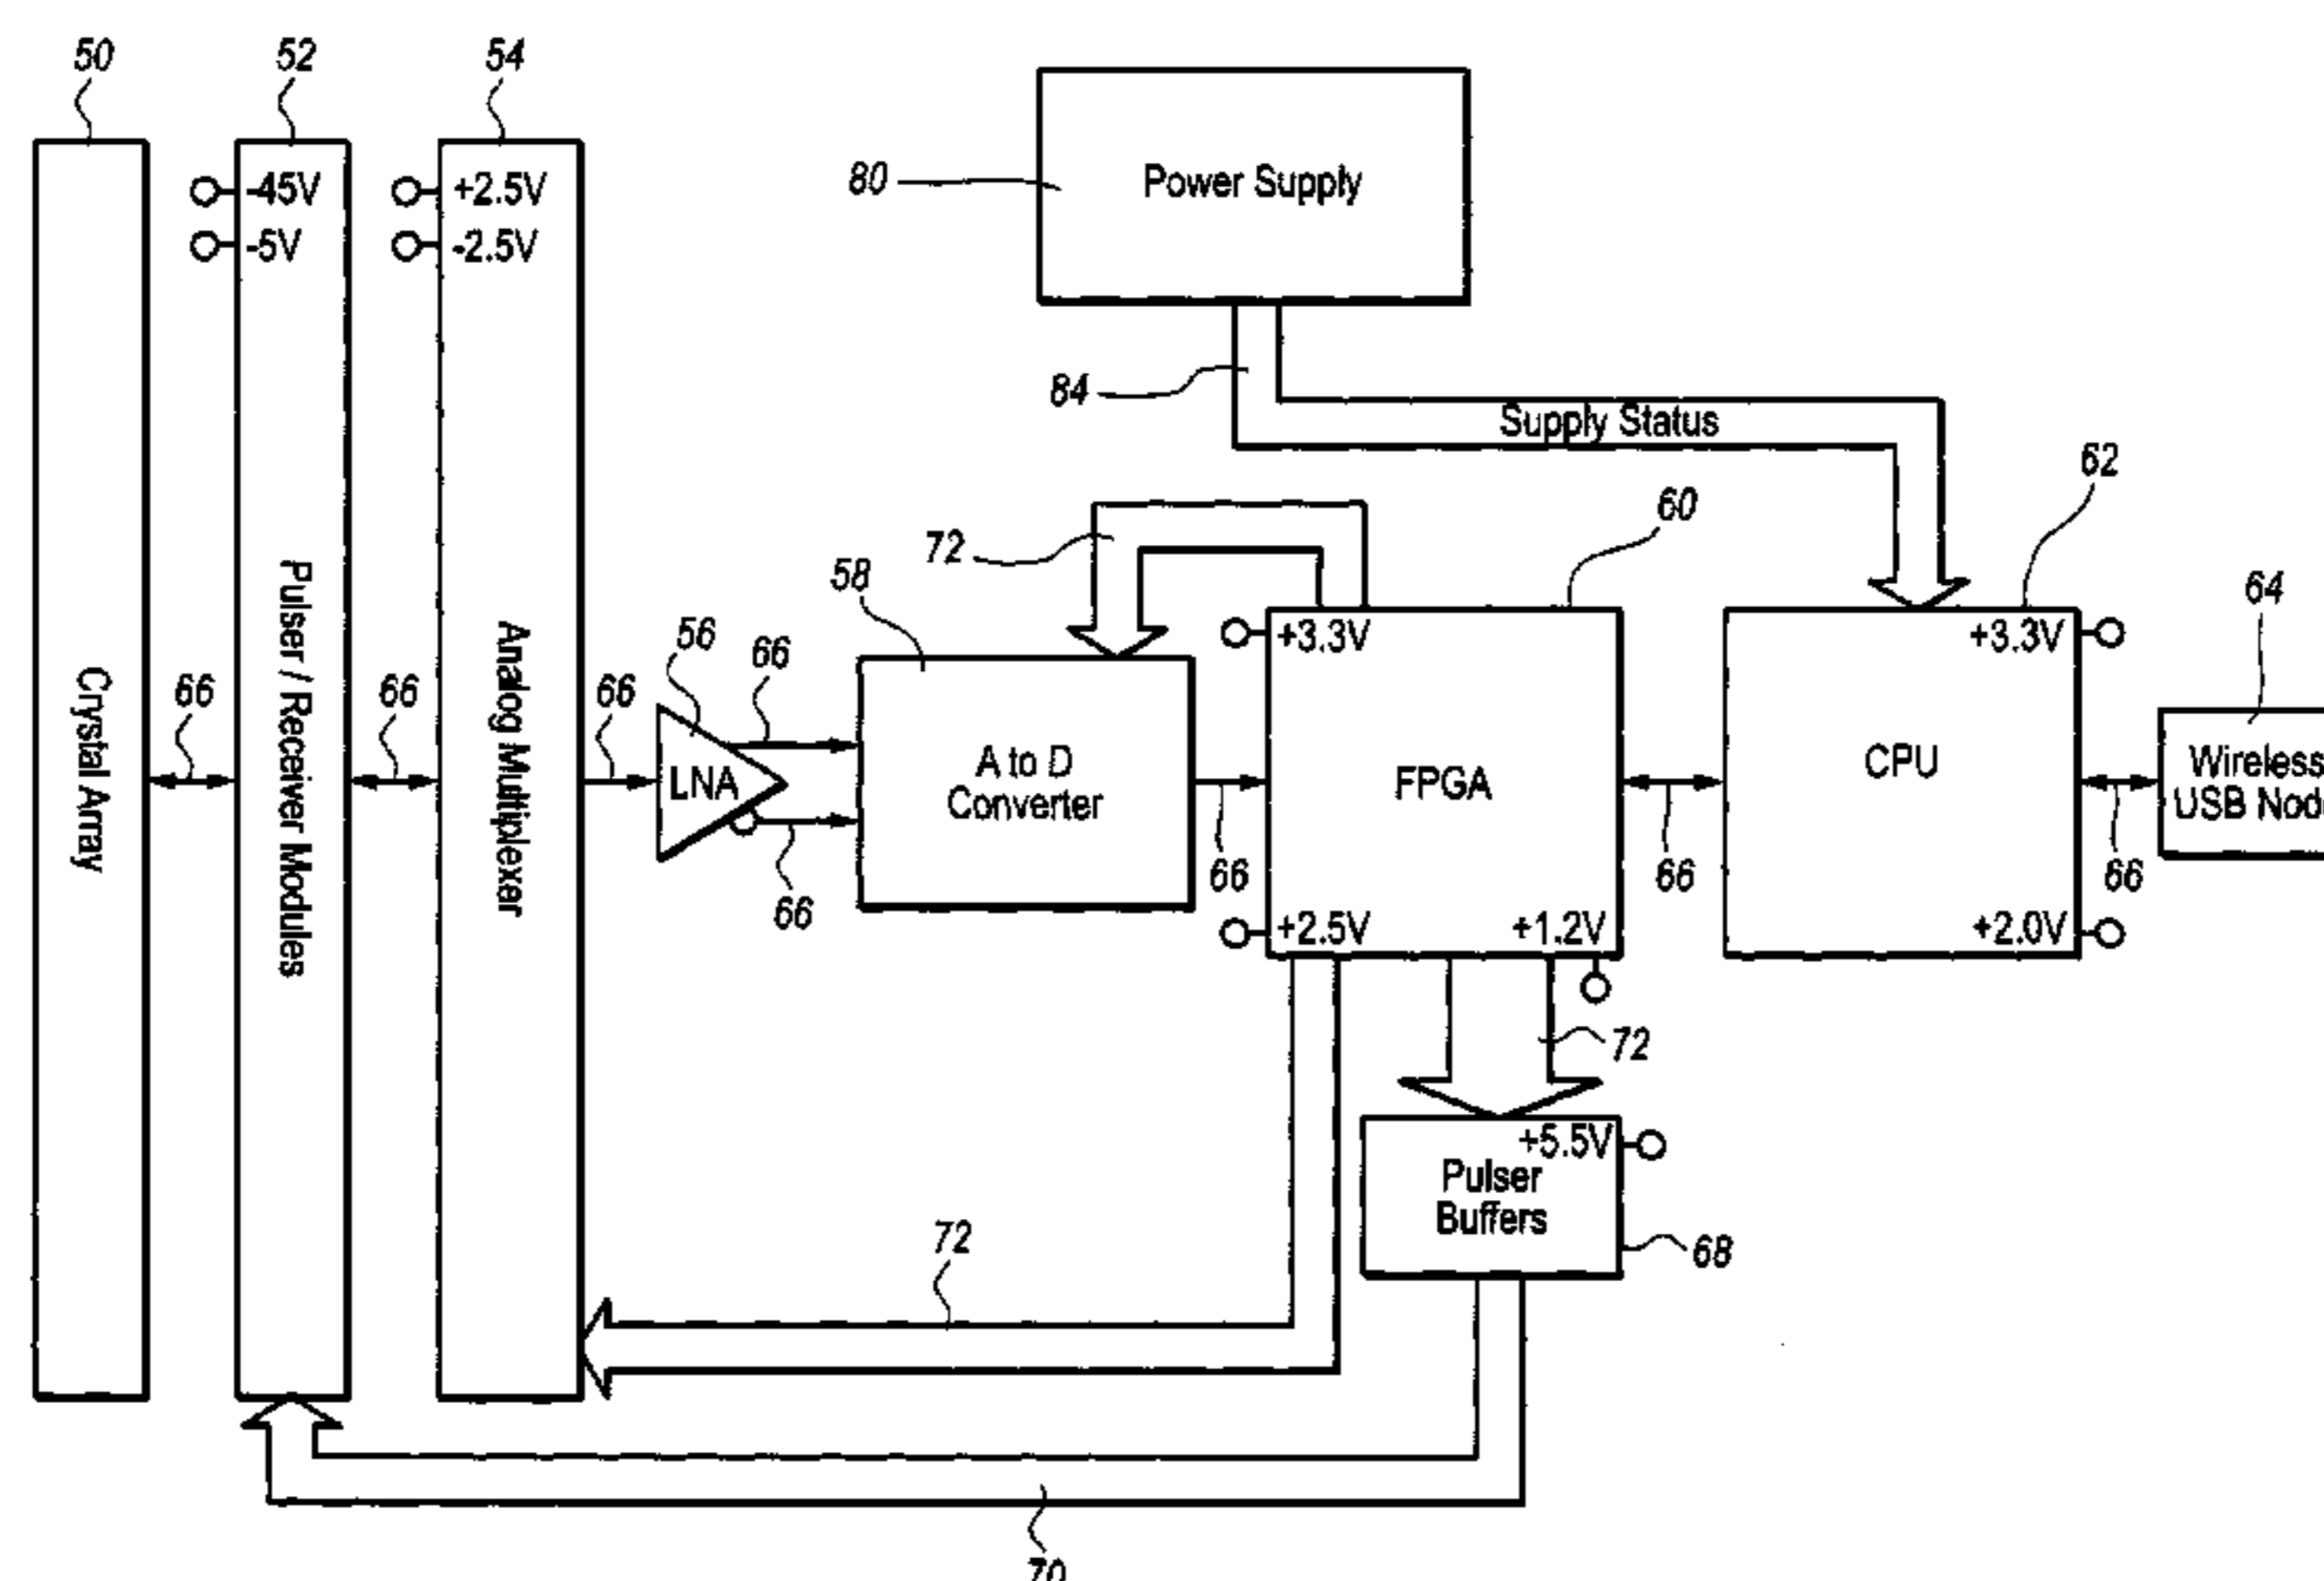 50
52
54
-45V
-5V
+2.5V
-2.5V
80
Power Supply
84
Supply Status
62
60
72
58
64
56
66
66
66
66
+3.3V
+3.3V
Crystal Array
Pulser / Receiver Modules
Analog Multiplexer
LNA
A to D
Converter
FPGA
CPU
Wireless
USB
66
66
66
66
+2.5V
+1.2V
+2.0V
72
+5.5V
Pulser
Buffers
68
72
70